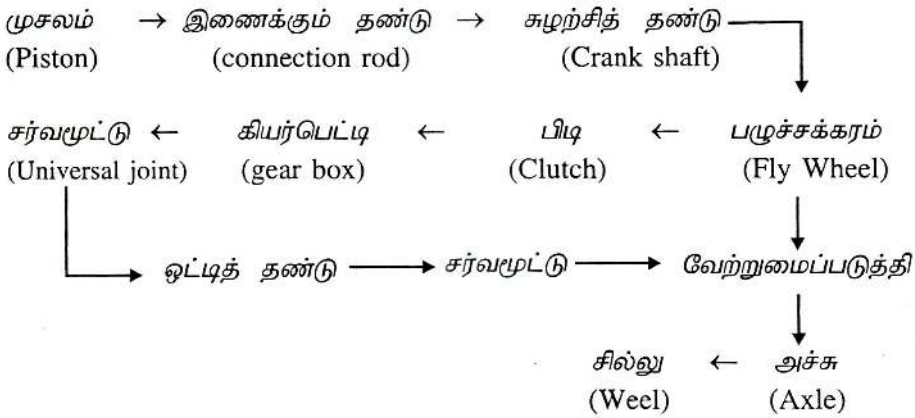 முசலம் → இணைக்கும் தண்டு → சுழற்சித் தண்டு
(Piston) (connection rod) (Crank shaft)
சர்வமூட்டு ← கியர்பெட்டி ← பிடி ← பழுச்சக்கரம்
(Universal joint) (gear box) (Clutch) (Fly Wheel)
ஒட்டித் தண்டு → சர்வமூட்டு → வேற்றுமைப்படுத்தி
சில்லு ← அச்சு
(Weel) (Axle)